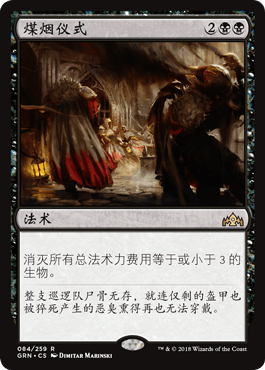 煤烟仪式 2
法术
消灭所有总法术力费用等于或小于 3 的
生物。
整支巡逻队尸骨无存，就连仅剩的盔甲也
被猝死产生的恶臭熏得再也无法穿戴。
084/259 R
GRN • CS DIMITAR MARINSKI
™ & © 2018 Wizards of the Coast